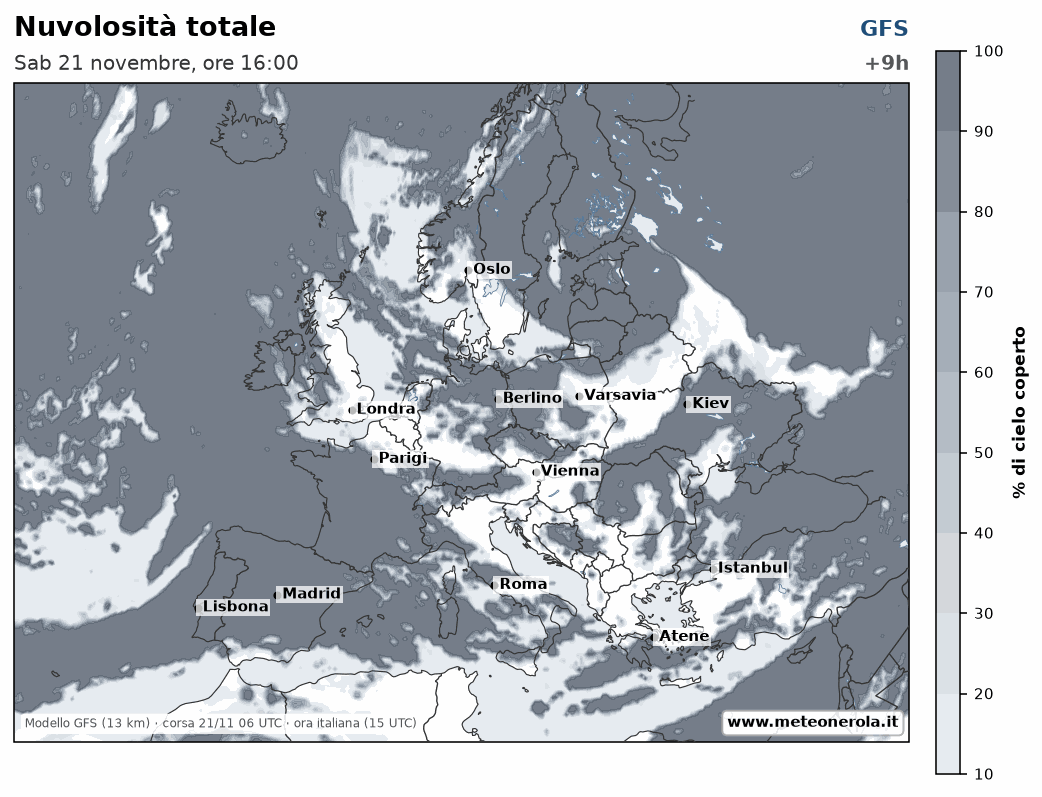 Nuvolosità totale
GFS
Sab 21 novembre, ore 16:00
+9h
100
90
80
70
60
50
40
30
20
10
% di cielo coperto
Oslo
Berlino
Varsavia
Kiev
Londra
Parigi
Vienna
Istanbul
Roma
Madrid
Lisbona
Atene
Modello GFS (13 km) · corsa 21/11 06 UTC · ora italiana (15 UTC)
www.meteonerola.it